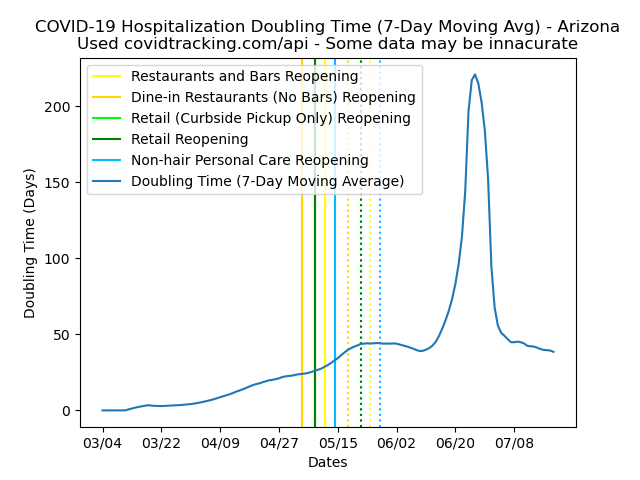 COVID-19 Hospitalization Doubling Time (7-Day Moving Avg) - Arizona
Used covidtracking.com/api - Some data may be innacurate
Restaurants and Bars Reopening
Dine-in Restaurants (No Bars) Reopening
Retail (Curbside Pickup Only) Reopening
Retail Reopening
Non-hair Personal Care Reopening
Doubling Time (7-Day Moving Average)
Doubling Time (Days)
200
150
100
50
0
03/04 03/22 04/09 04/27 05/15 06/02 06/20 07/08
Dates